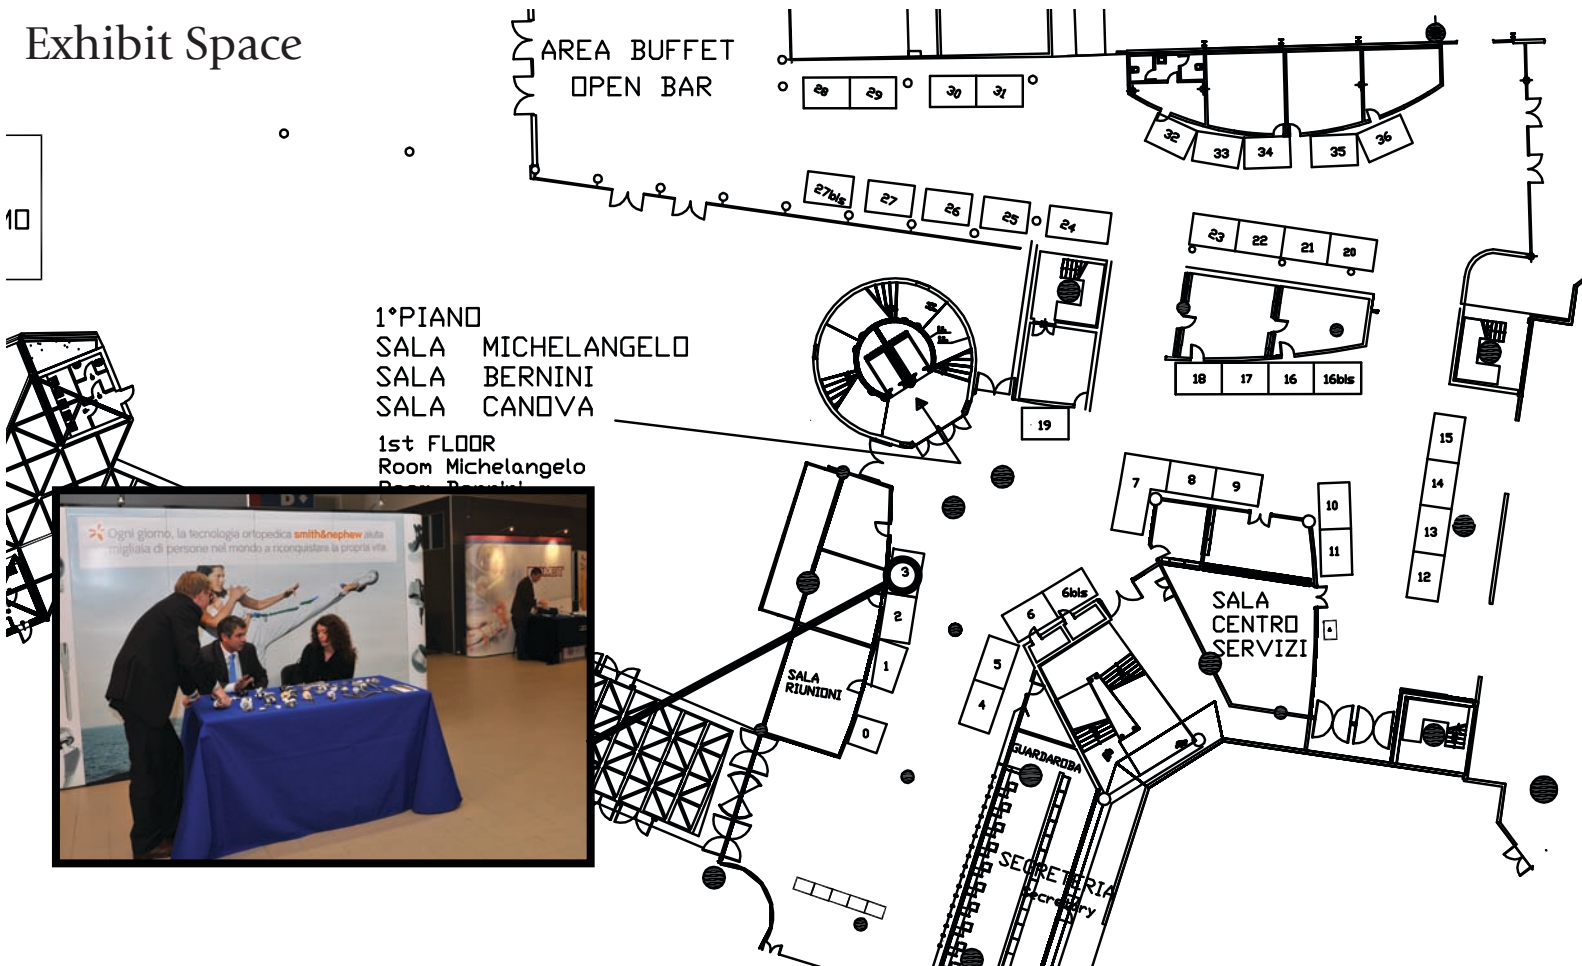 Exhibit Space
AREA BUFFET
OPEN BAR
28 29 30 31
32 33 34 35 36
27bis 27 26 25 24
23 22 21 20
1°PIANO
SALA MICHELANGELO
SALA BERNINI
SALA CANOVA
1st FLOOR
Room Michelangelo
18 17 16 16bis
19
15
14
13
12
7 8 9
10
11
3
2
1
0
6 6bis
5
4
SALA
CENTRO
SERVIZI
SALA
RIUNIONI
GUARDAROBA
SECRETERIA
Secretary
Ogni giorno, la tecnologia ortopedica smith&nephew aiuta
migliaia di persone nel mondo a riconquistare la propria vita.